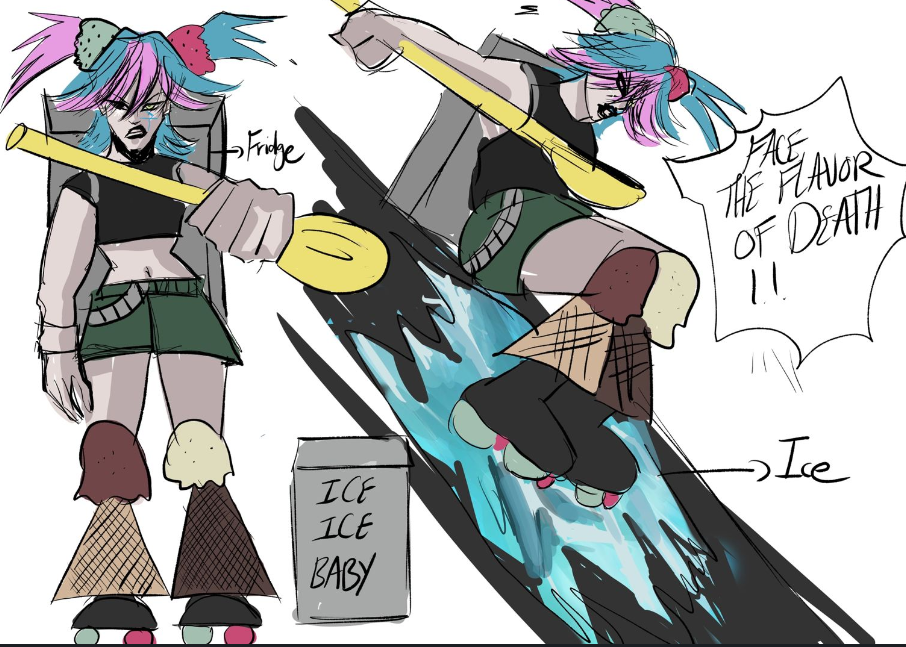 Fridge
FACE
THE FLAVOR
OF DEATH
!!
ICE
ICE
BABY
Ice